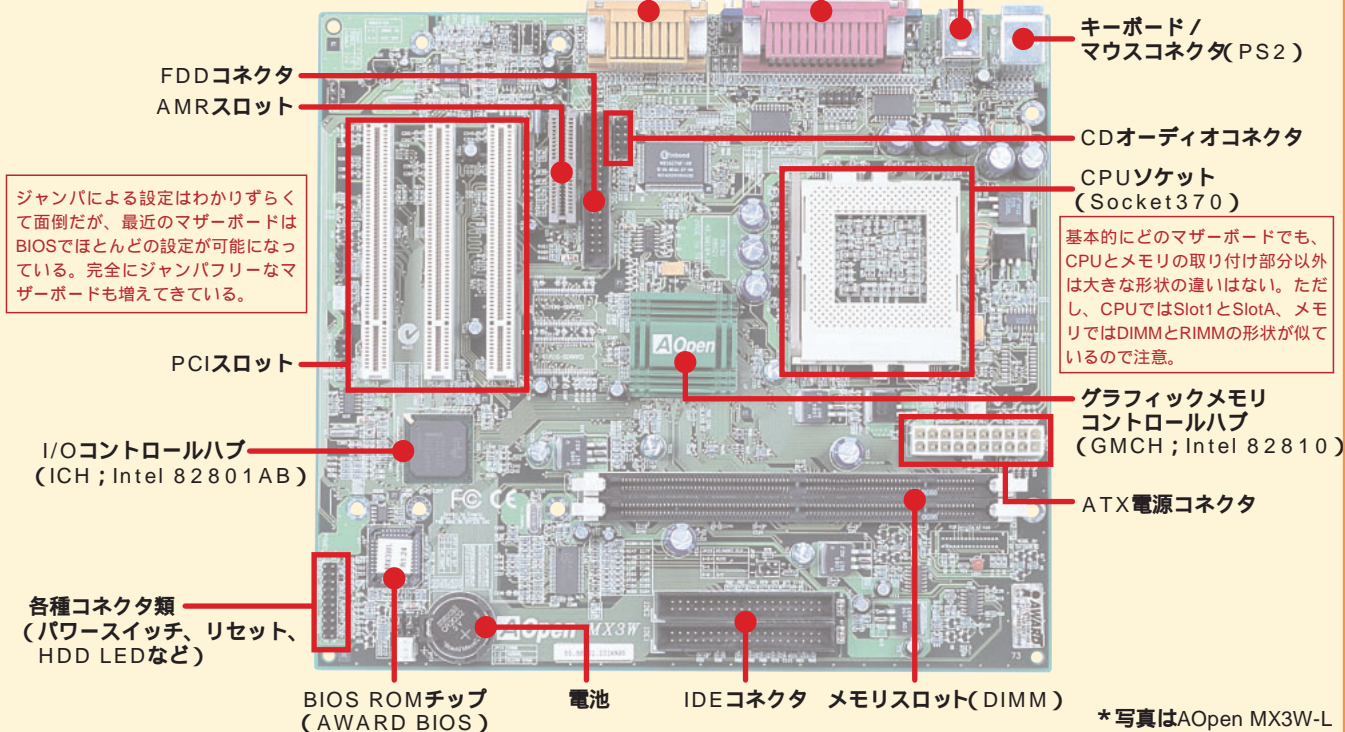 キーボード/
マウスコネクタ(PS2)
FDDコネクタ
AMRスロット
CDオーディオコネクタ
CPUソケット
(Socket370)
ジャンパによる設定はわかりずらく
て面倒だが、最近のマザーボードは
BIOSでほとんどの設定が可能になっ
ている。完全にジャンパフリーなマ
ザーボードも増えてきている。
基本的にどのマザーボードでも、
CPUとメモリの取り付け部分以外
は大きな形状の違いはない。ただ
し、CPUではSlot1とSlotA、メモ
リではDIMMとRIMMの形状が似て
いるので注意。
AOpen
PCIスロット
グラフィックメモリ
コントロールハブ
(GMCH;Intel 82810)
I/Oコントロールハブ
(ICH;Intel 82801AB)
FC CE
ATX電源コネクタ
各種コネクタ類
(パワースイッチ、リセット、
HDD LEDなど)
AOpen MX3W
AWARD
73
BIOS ROMチップ
(AWARD BIOS)
電池
IDEコネクタ
メモリスロット(DIMM)
*写真はAOpen MX3W-L